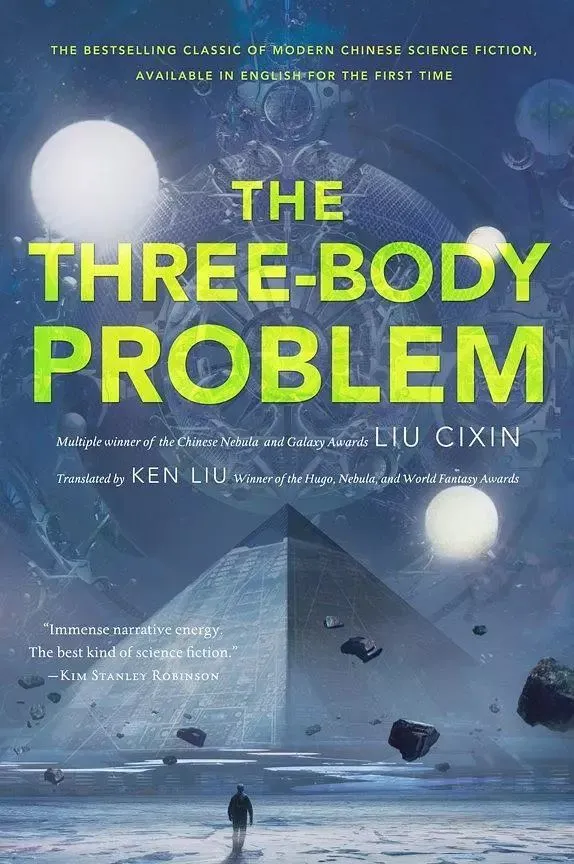 THE BESTSELLING CLASSIC OF MODERN CHINESE SCIENCE FICTION,
AVAILABLE IN ENGLISH FOR THE FIRST TIME
THE
THREE-BODY
PROBLEM
Multiple winner of the Chinese Nebula and Galaxy Awards LIU CIXIN
Translated by KEN LIU Winner of the Hugo, Nebula, and World Fantasy Awards
“Immense narrative energy.
The best kind of science fiction.”
—KIM STANLEY ROBINSON